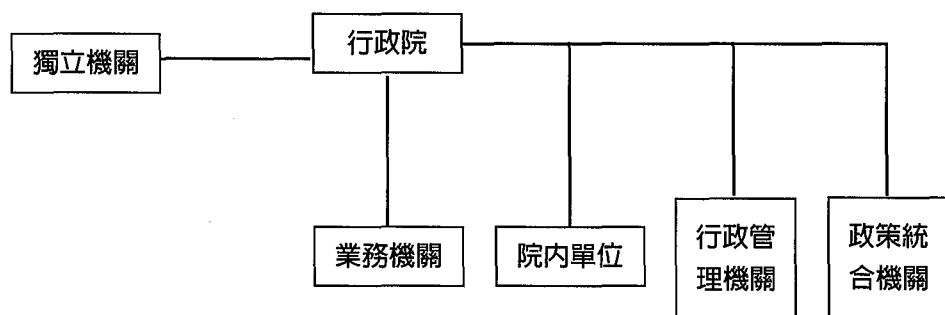 行政院
獨立機關
業務機關
院内單位
行政管
理機關
政策統
合機關